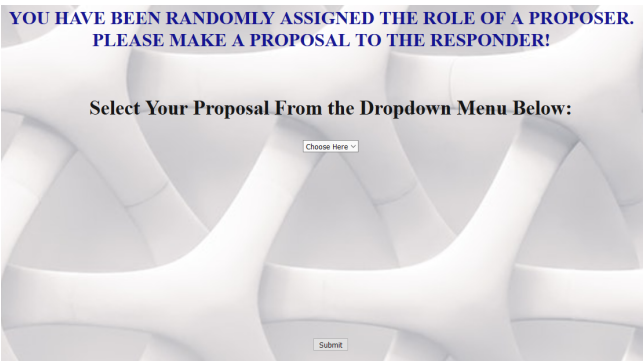 YOU HAVE BEEN RANDOMLY ASSIGNED THE ROLE OF A PROPOSER.
PLEASE MAKE A PROPOSAL TO THE RESPONDER!
Select Your Proposal From the Dropdown Menu Below:
Choose Here
Submit